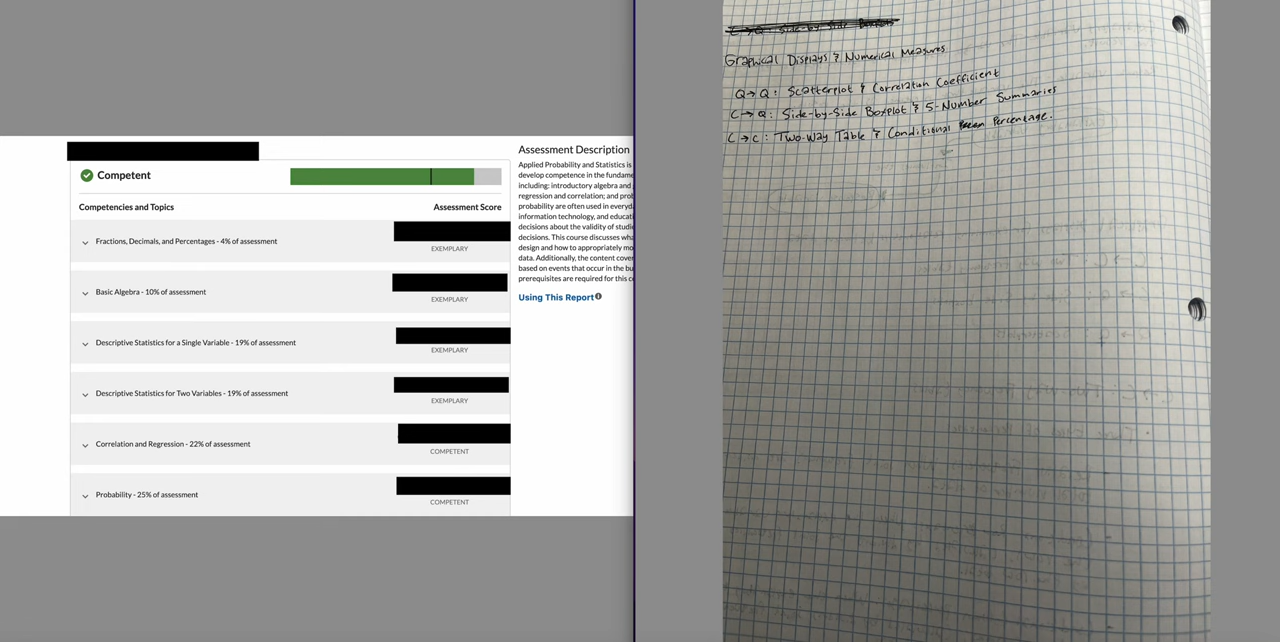 Competent
Competencies and Topics
Assessment Score
Fractions, Decimals, and Percentages - 4% of assessment
EXEMPLARY
Basic Algebra - 10% of assessment
EXEMPLARY
Descriptive Statistics for a Single Variable - 19% of assessment
EXEMPLARY
Descriptive Statistics for Two Variables - 19% of assessment
EXEMPLARY
Correlation and Regression - 22% of assessment
COMPETENT
Probability - 25% of assessment
COMPETENT
Assessment Description
Applied Probability and Statistics is
develop competence in the fundame
including: introductory algebra and
regression and correlation; and prob
probability are often used in everyda
information technology, and educati
decisions about the validity of studie
decisions. This course discusses wha
design and how to appropriately mo
data. Additionally, the content cover
based on events that occur in the bu
prerequisites are required for this c
Using This Report
Graphical Displays & Numerical Measures
Q→Q: Scatterplot & Correlation Coefficient
C→Q: Side-by-Side Boxplot & 5-Number Summaries
C→C: Two-Way Table & Conditional Percentage.